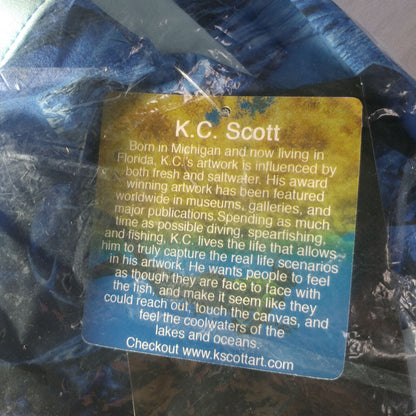 K.C. Scott
Born in Michigan and now living in
Florida, K.C.'s artwork is influenced by
both fresh and saltwater. His award
winning artwork has been featured
worldwide in museums, galleries, and
major publications.Spending as much
time as possible diving, spearfishing,
and fishing, K.C. lives the life that allows
him to truly capture the real life scenarios
in his artwork. He wants people to feel
as though they are face to face with
the fish, and make it seem like they
could reach out, touch the canvas, and
feel the coolwaters of the
lakes and oceans.
Checkout www.kscottart.com